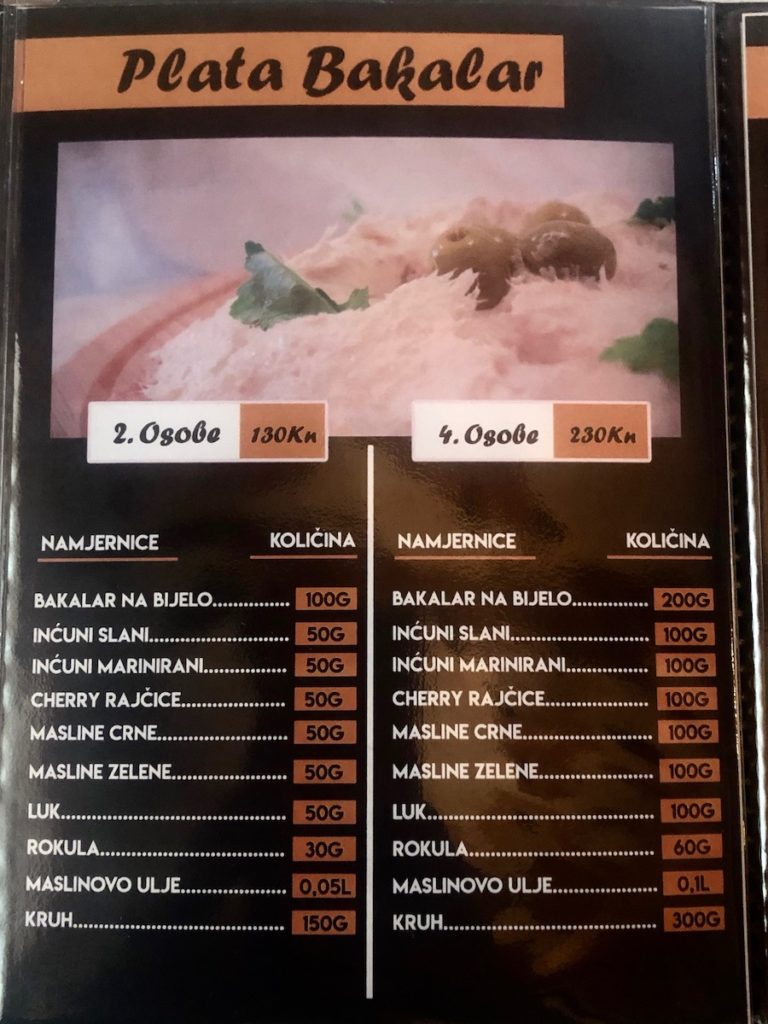 Plata Bakalar
2. Osobe 130Kn
4. Osobe 230Kn
NAMJERNICE KOLIČINA
BAKALAR NA BIJELO................ 100G
INĆUNI SLANI.............................. 50G
INĆUNI MARINIRANI.................. 50G
CHERRY RAJČICE....................... 50G
MASLINE CRNE............................ 50G
MASLINE ZELENE......................... 50G
LUK................................................ 50G
ROKULA........................................ 30G
MASLINOVO ULJE...................... 0,05L
KRUH............................................. 150G
NAMJERNICE KOLIČINA
BAKALAR NA BIJELO................ 200G
INĆUNI SLANI.............................. 100G
INĆUNI MARINIRANI.................. 100G
CHERRY RAJČICE....................... 100G
MASLINE CRNE............................ 100G
MASLINE ZELENE......................... 100G
LUK................................................ 100G
ROKULA........................................ 60G
MASLINOVO ULJE...................... 0,1L
KRUH............................................. 300G